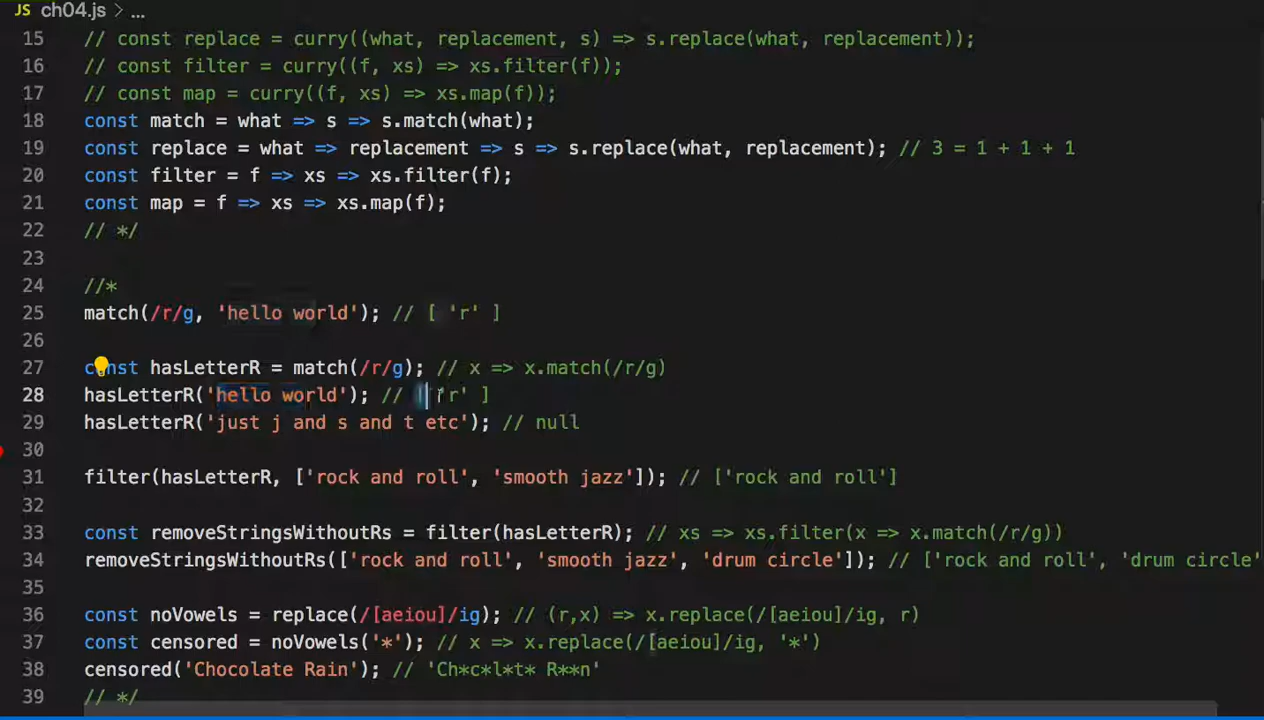 JS ch04.js > ...
15 // const replace = curry((what, replacement, s) => s.replace(what, replacement));
16 // const filter = curry((f, xs) => xs.filter(f));
17 // const map = curry((f, xs) => xs.map(f));
18 const match = what => s => s.match(what);
19 const replace = what => replacement => s => s.replace(what, replacement); // 3 = 1 + 1 + 1
20 const filter = f => xs => xs.filter(f);
21 const map = f => xs => xs.map(f);
22 // */
23
24 //*
25 match(/r/g, 'hello world'); // [ 'r' ]
26
27 const hasLetterR = match(/r/g); // x => x.match(/r/g)
28 hasLetterR('hello world'); // [ 'r' ]
29 hasLetterR('just j and s and t etc'); // null
30
31 filter(hasLetterR, ['rock and roll', 'smooth jazz']); // ['rock and roll']
32
33 const removeStringsWithoutRs = filter(hasLetterR); // xs => xs.filter(x => x.match(/r/g))
34 removeStringsWithoutRs(['rock and roll', 'smooth jazz', 'drum circle']); // ['rock and roll', 'drum circle'
35
36 const noVowels = replace(/[aeiou]/ig); // (r,x) => x.replace(/[aeiou]/ig, r)
37 const censored = noVowels('*'); // x => x.replace(/[aeiou]/ig, '*')
38 censored('Chocolate Rain'); // 'Ch*c*l*t* R**n'
39 // */